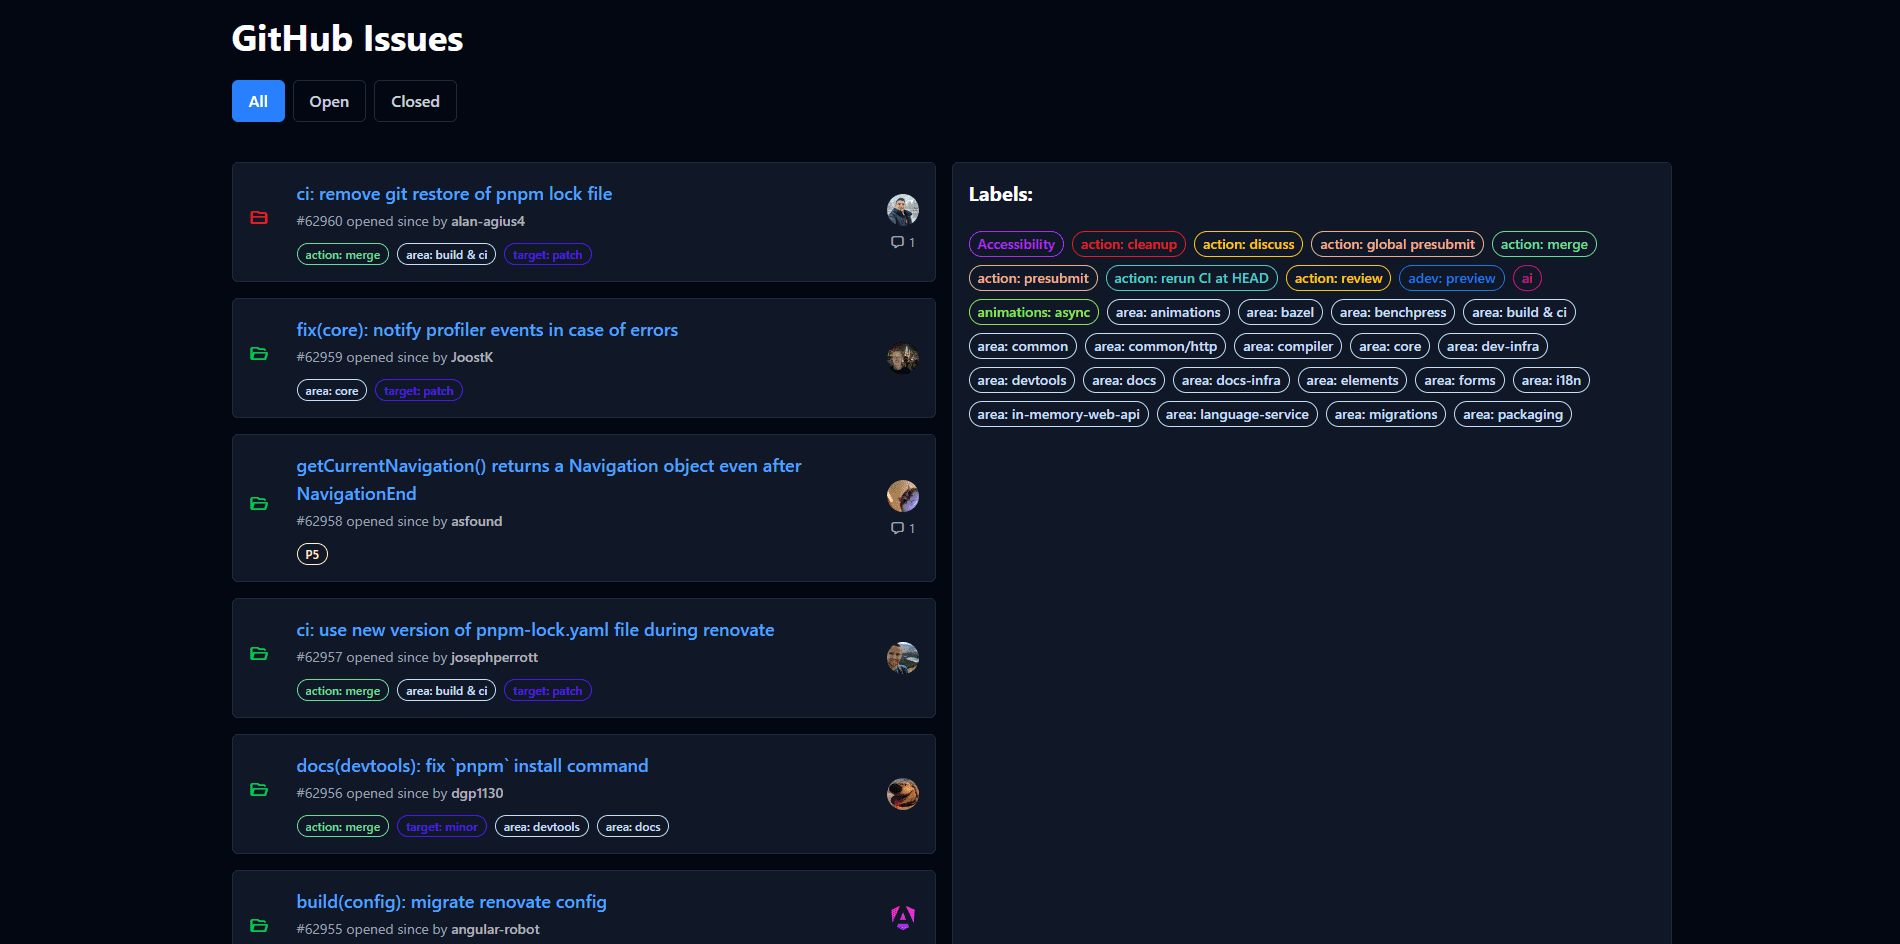 GitHub Issues
All Open Closed
ci: remove git restore of pnpm lock file
#62960 opened since by alan-agius4
1
action: merge area: build & ci target: patch
fix(core): notify profiler events in case of errors
#62959 opened since by JoostK
area: core target: patch
getCurrentNavigation() returns a Navigation object even after
NavigationEnd
#62958 opened since by asfound
1
P5
ci: use new version of pnpm-lock.yaml file during renovate
#62957 opened since by josephperrott
action: merge area: build & ci target: patch
docs(devtools): fix `pnpm` install command
#62956 opened since by dgp1130
action: merge target: minor area: devtools area: docs
build(config): migrate renovate config
#62955 opened since by angular-robot
Labels:
Accessibility action: cleanup action: discuss action: global presubmit action: merge
action: presubmit action: rerun CI at HEAD action: review adev: preview ai
animations: async area: animations area: bazel area: benchpress area: build & ci
area: common area: common/http area: compiler area: core area: dev-infra
area: devtools area: docs area: docs-infra area: elements area: forms area: i18n
area: in-memory-web-api area: language-service area: migrations area: packaging